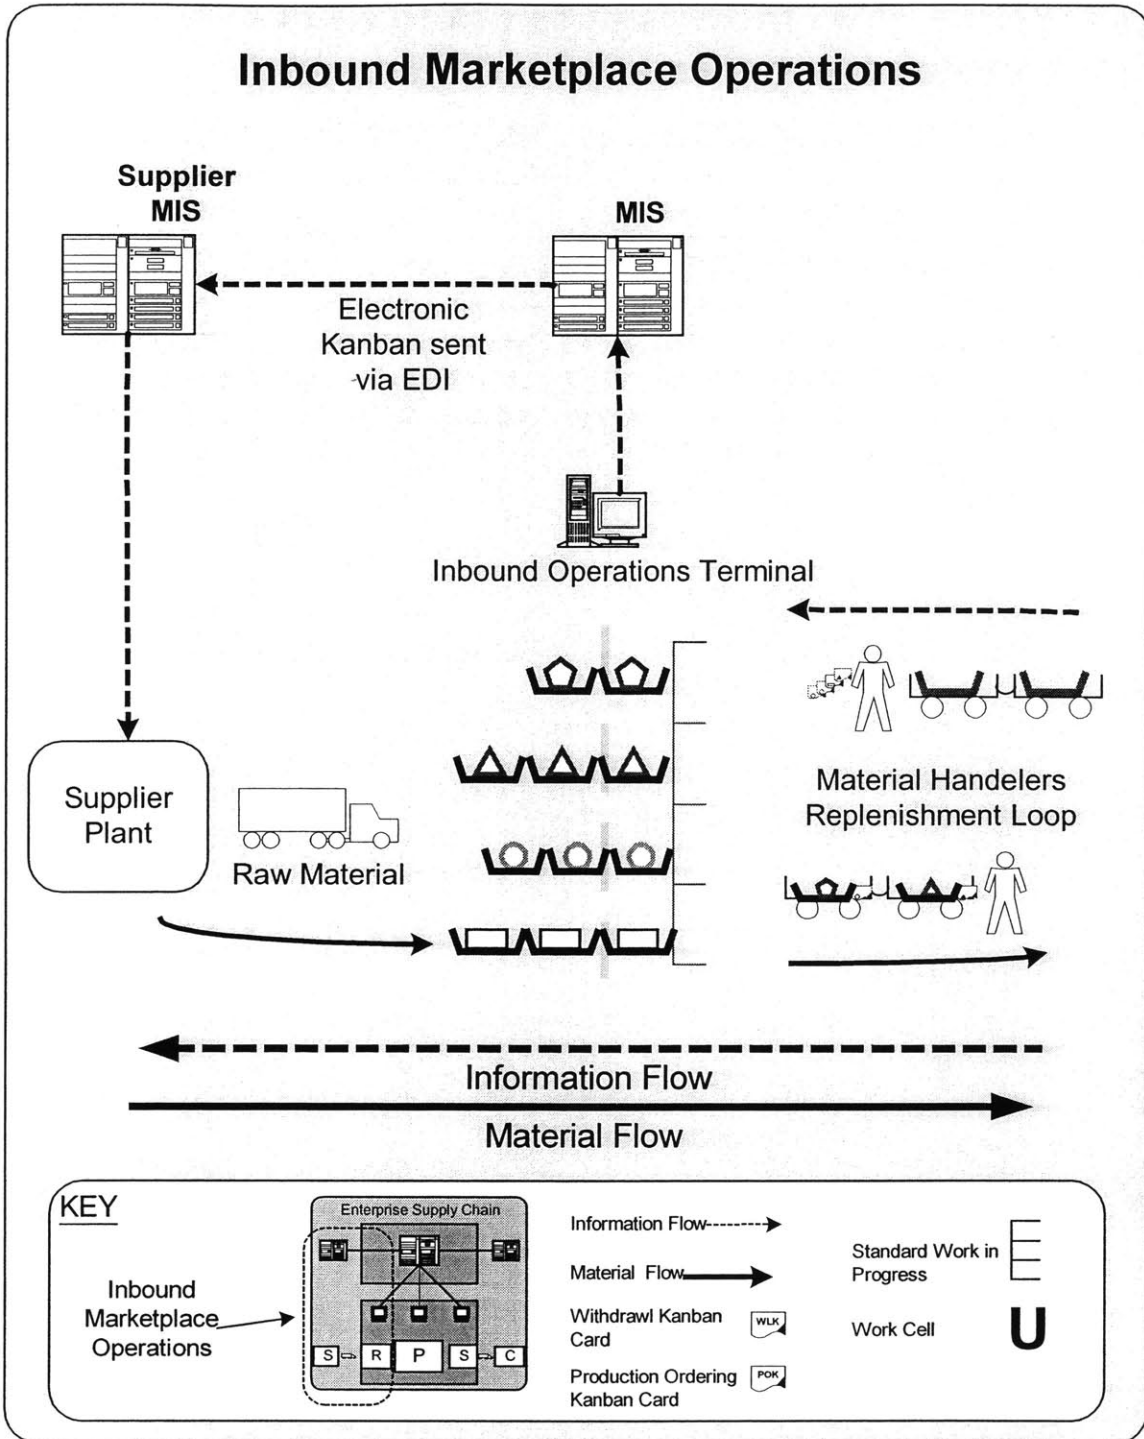 Inbound Marketplace Operations
Supplier
MIS
MIS
Electronic
Kanban sent
via EDI
Inbound Operations Terminal
Supplier
Plant
Raw Material
Material Handelers
Replenishment Loop
Information Flow
Material Flow
KEY
Enterprise Supply Chain
Inbound
Marketplace
Operations
S
R
P
S
C
Information Flow
Material Flow
Withdrawl Kanban
Card
WLK
Production Ordering
Kanban Card
POK
Standard Work in
Progress
Work Cell
U